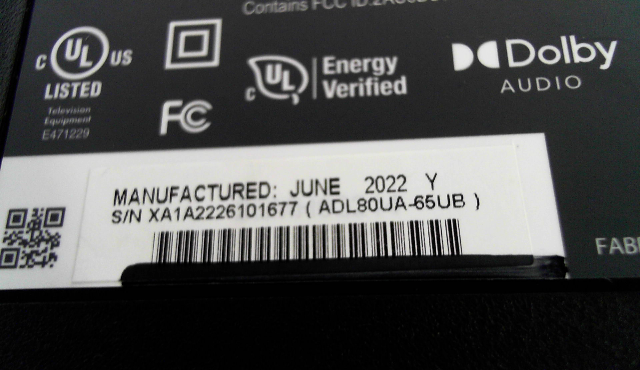 Contains FCC ID:
c UL US
LISTED
Television
Equipment
E471229
FC
c UL
Energy
Verified
Dolby
AUDIO
MANUFACTURED: JUNE 2022 Y
S/N XA1A2226101677 ( ADL80UA-65UB )